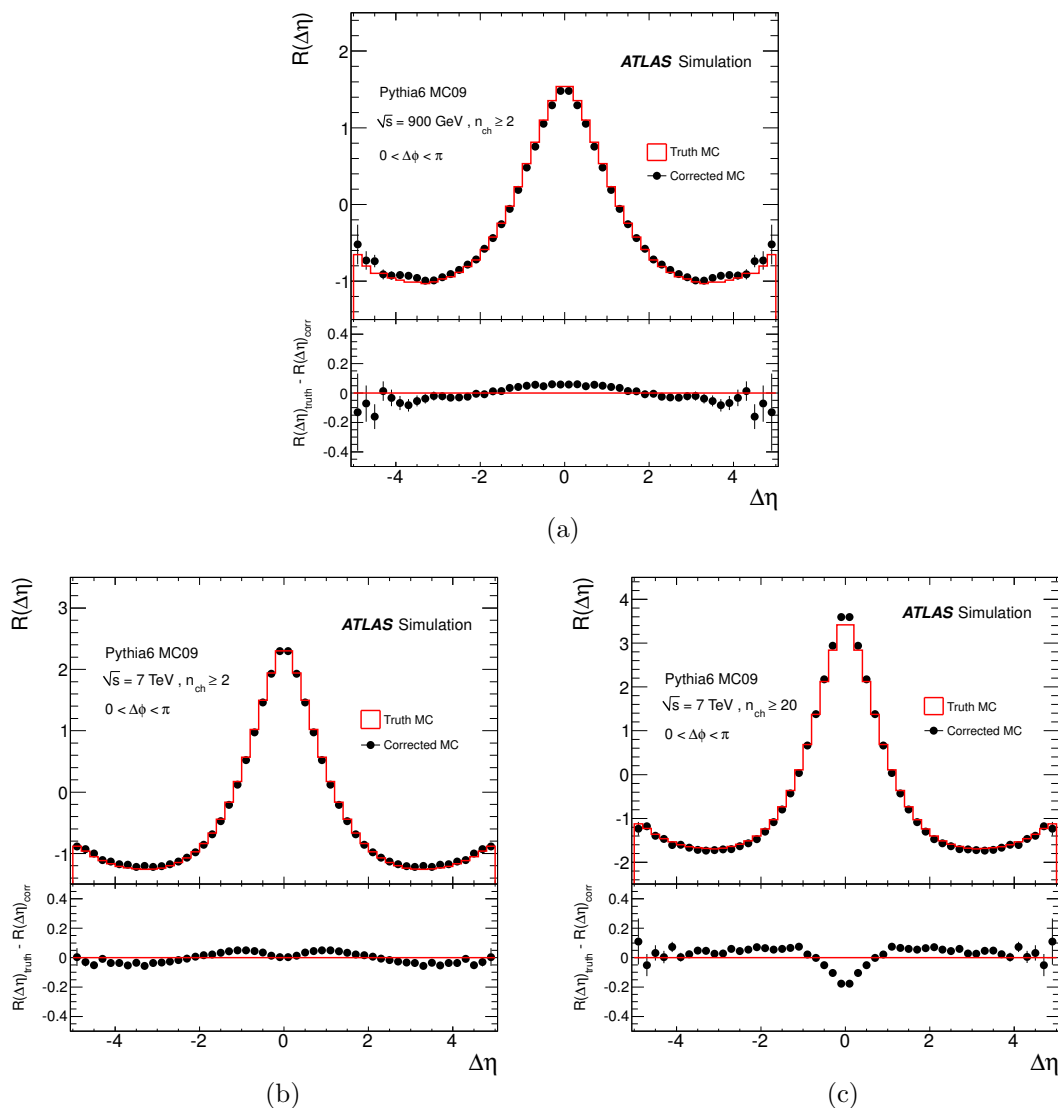 R(Δη)
2
1
0
-1
ATLAS Simulation
Pythia6 MC09
√s = 900 GeV , n_ch ≥ 2
0 < Δϕ < π
Truth MC
Corrected MC
R(Δη)_truth - R(Δη)_corr
0.4
0.2
0
-0.2
-0.4
-4 -2 0 2 4
Δη
(a)
R(Δη)
3
2
1
0
-1
ATLAS Simulation
Pythia6 MC09
√s = 7 TeV , n_ch ≥ 2
0 < Δϕ < π
Truth MC
Corrected MC
R(Δη)_truth - R(Δη)_corr
0.4
0.2
0
-0.2
-0.4
-4 -2 0 2 4
Δη
(b)
R(Δη)
4
3
2
1
0
-1
-2
ATLAS Simulation
Pythia6 MC09
√s = 7 TeV , n_ch ≥ 20
0 < Δϕ < π
Truth MC
Corrected MC
R(Δη)_truth - R(Δη)_corr
0.4
0.2
0
-0.2
-0.4
-4 -2 0 2 4
Δη
(c)